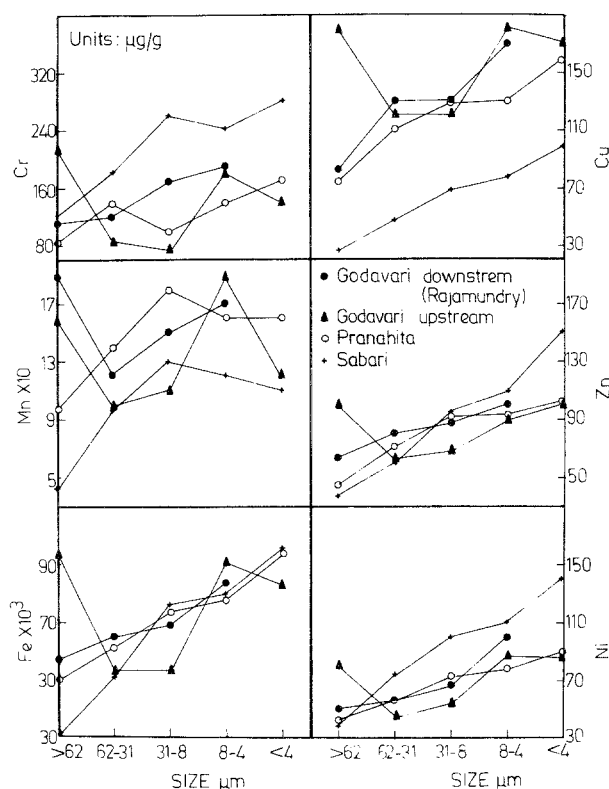 Units: µg/g
Cr
320
240
160
80
Cu
150
110
70
30
Mn X10
17
13
9
5
Godavari downstrem
(Rajamundry)
Godavari upstream
Pranahita
Sabari
Zn
170
130
90
50
Fe X10³
90
70
30
30
Ni
150
110
70
30
>62 62-31 31-8 8-4 <4
SIZE µm
>62 62-31 31-8 8-4 <4
SIZE µm